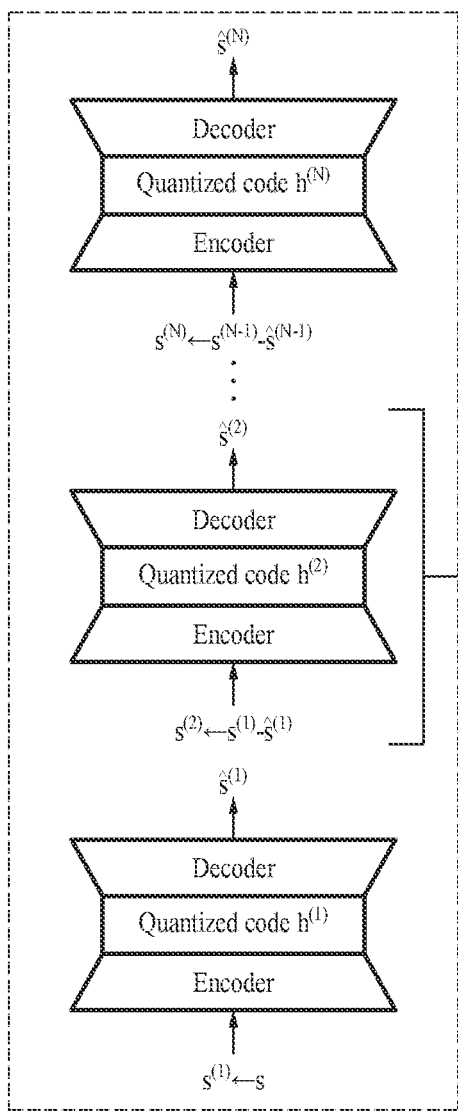 ŝ⁽ᴺ⁾
Decoder
Quantized code h⁽ᴺ⁾
Encoder
s⁽ᴺ⁾←s⁽ᴺ⁻¹⁾-ŝ⁽ᴺ⁻¹⁾
ŝ⁽²⁾
Decoder
Quantized code h⁽²⁾
Encoder
s⁽²⁾←s⁽¹⁾-ŝ⁽¹⁾
ŝ⁽¹⁾
Decoder
Quantized code h⁽¹⁾
Encoder
s⁽¹⁾←s